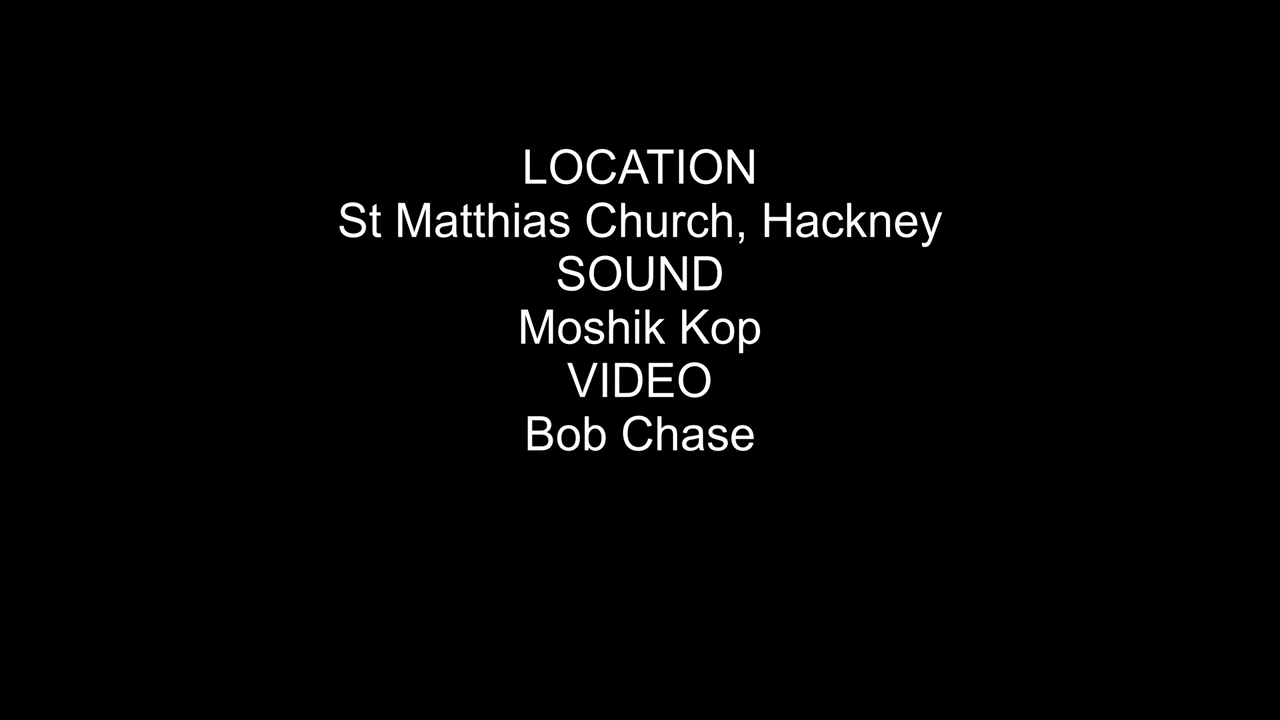 LOCATION
St Matthias Church, Hackney
SOUND
Moshik Kop
VIDEO
Bob Chase